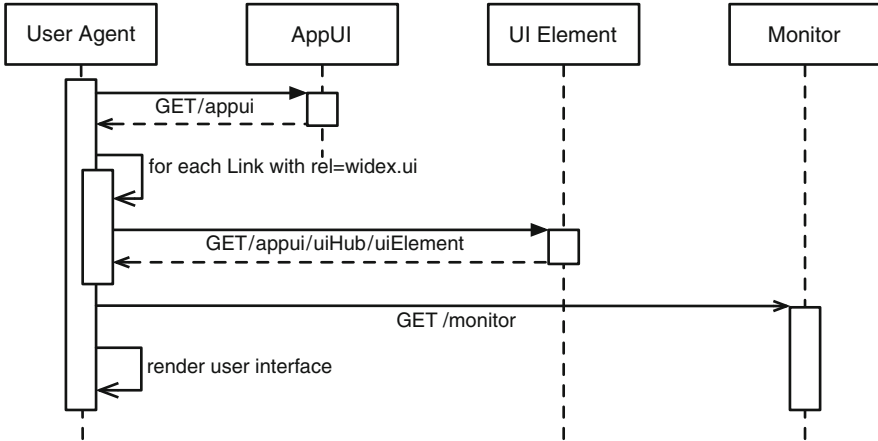 User Agent
AppUI
UI Element
Monitor
GET/appui
for each Link with rel=widex.ui
GET/appui/uiHub/uiElement
GET /monitor
render user interface